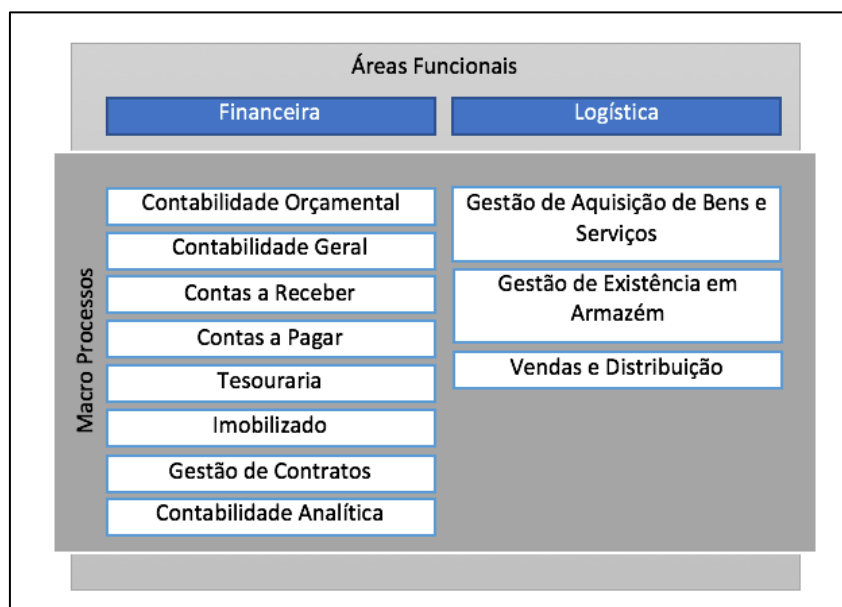 Áreas Funcionais
Financeira
Logística
Macro Processos
Contabilidade Orçamental
Contabilidade Geral
Contas a Receber
Contas a Pagar
Tesouraria
Imobilizado
Gestão de Contratos
Contabilidade Analítica
Gestão de Aquisição de Bens e
Serviços
Gestão de Existência em
Armazém
Vendas e Distribuição